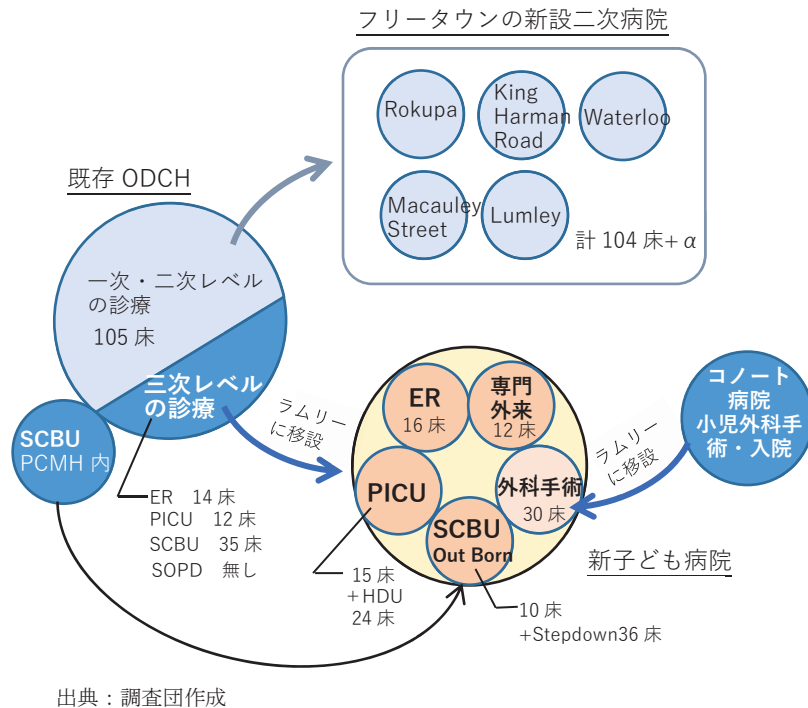 フリータウンの新設二次病院
Rokupa
King
Harman
Road
Waterloo
Macauley
Street
Lumley
計 104 床+ α
既存 ODCH
一次・二次レベル
の診療
105 床
三次レベル
の診療
SCBU
PCMH 内
ER 14 床
PICU 12 床
SCBU 35 床
SOPD 無し
ラムリー
に移設
ER
16 床
専門
外来
12 床
PICU
外科手術
30 床
SCBU
Out Born
15 床
+HDU
24 床
10 床
+Stepdown36 床
ラムリー
に移設
コノート
病院
小児外科手
術・入院
新子ども病院
出典：調査団作成